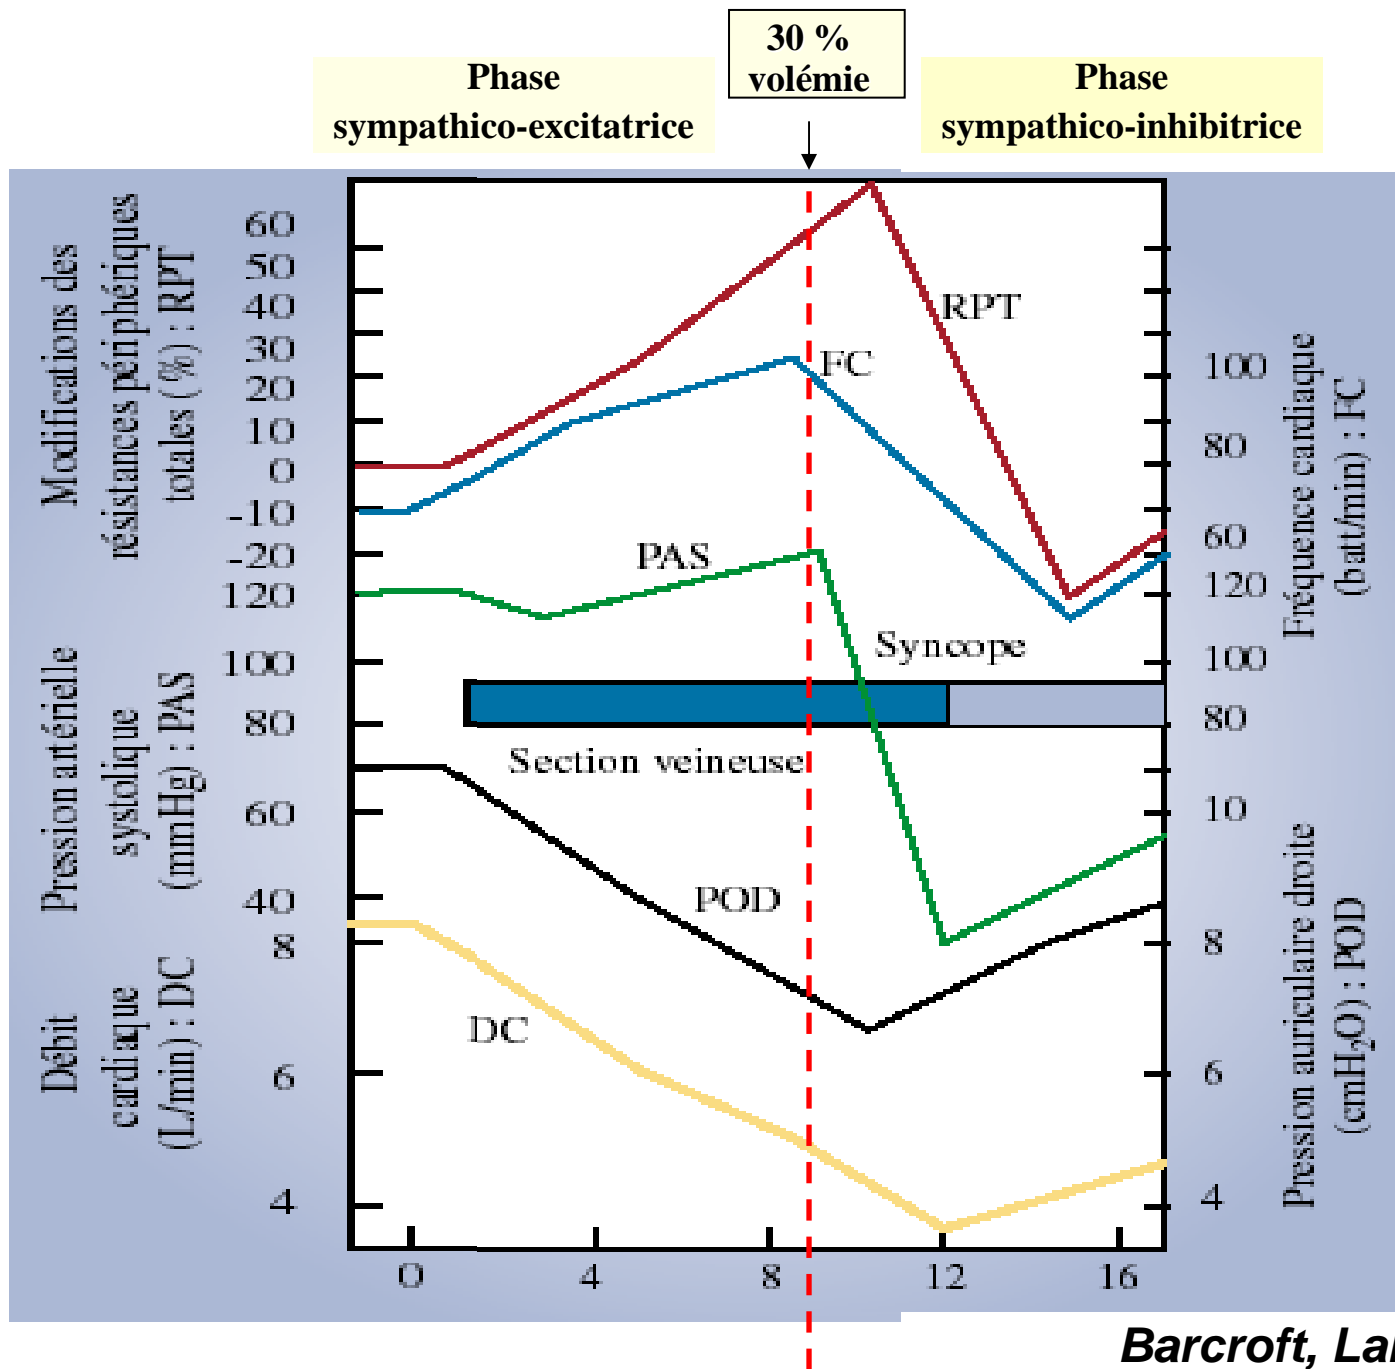 30 %
volémie
Phase
sympathico-excitatrice
Phase
sympathico-inhibitrice
Modifications des
résistances périphériques
totales (%) : RPT
60
50
40
30
20
10
0
-10
-20
120
100
80
60
40
8
6
4
Pression artérielle
systolique
(mmHg) : PAS
Débit
cardiaque
(L/min) : DC
RPT
FC
PAS
Syncope
Section veineuse
POD
DC
100
80
60
120
100
80
10
8
6
4
Fréquence cardiaque
(batt/min) : FC
Pression auriculaire droite
(cmH₂O) : POD
0
4
8
12
16
Barcroft,